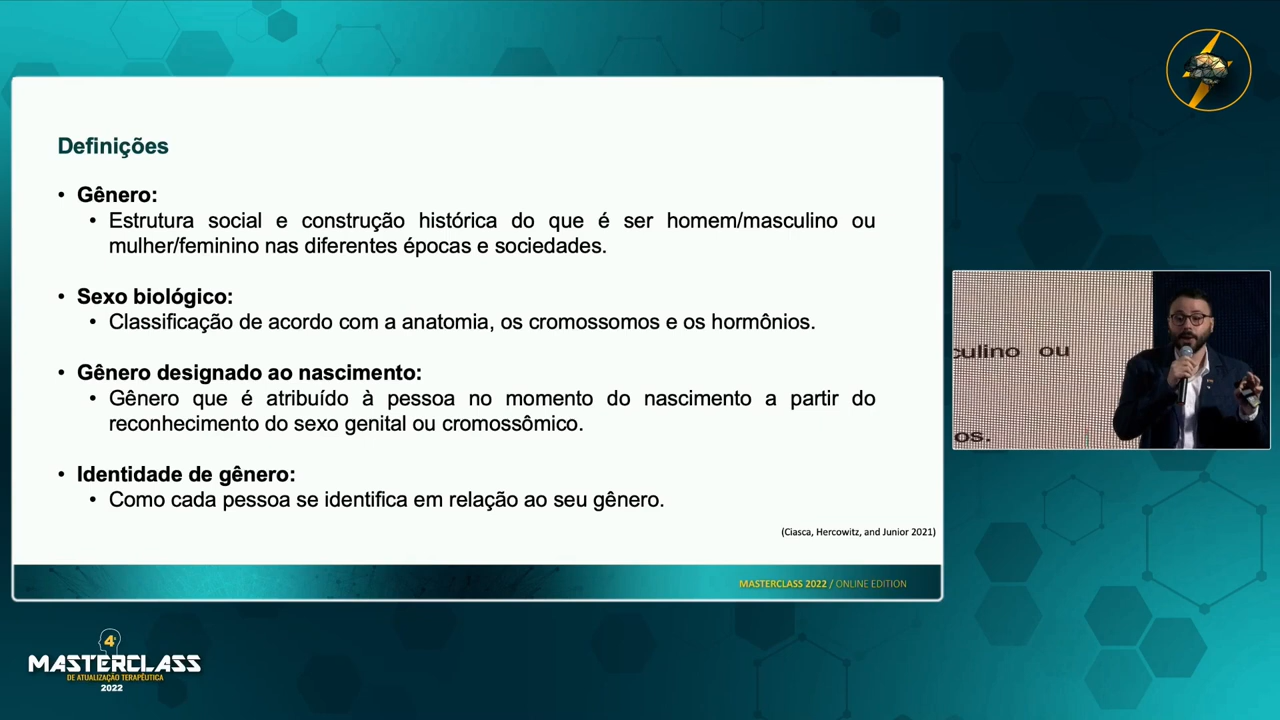 Definições
• Gênero:
• Estrutura social e construção histórica do que é ser homem/masculino ou
mulher/feminino nas diferentes épocas e sociedades.
• Sexo biológico:
• Classificação de acordo com a anatomia, os cromossomos e os hormônios.
• Gênero designado ao nascimento:
• Gênero que é atribuído à pessoa no momento do nascimento a partir do
reconhecimento do sexo genital ou cromossômico.
• Identidade de gênero:
• Como cada pessoa se identifica em relação ao seu gênero.
(Ciasca, Hercowitz, and Junior 2021)
MASTERCLASS 2022 / ONLINE EDITION
culino ou
os.
4ª
MASTERCLASS
DE ATUALIZAÇÃO TERAPÊUTICA
2022